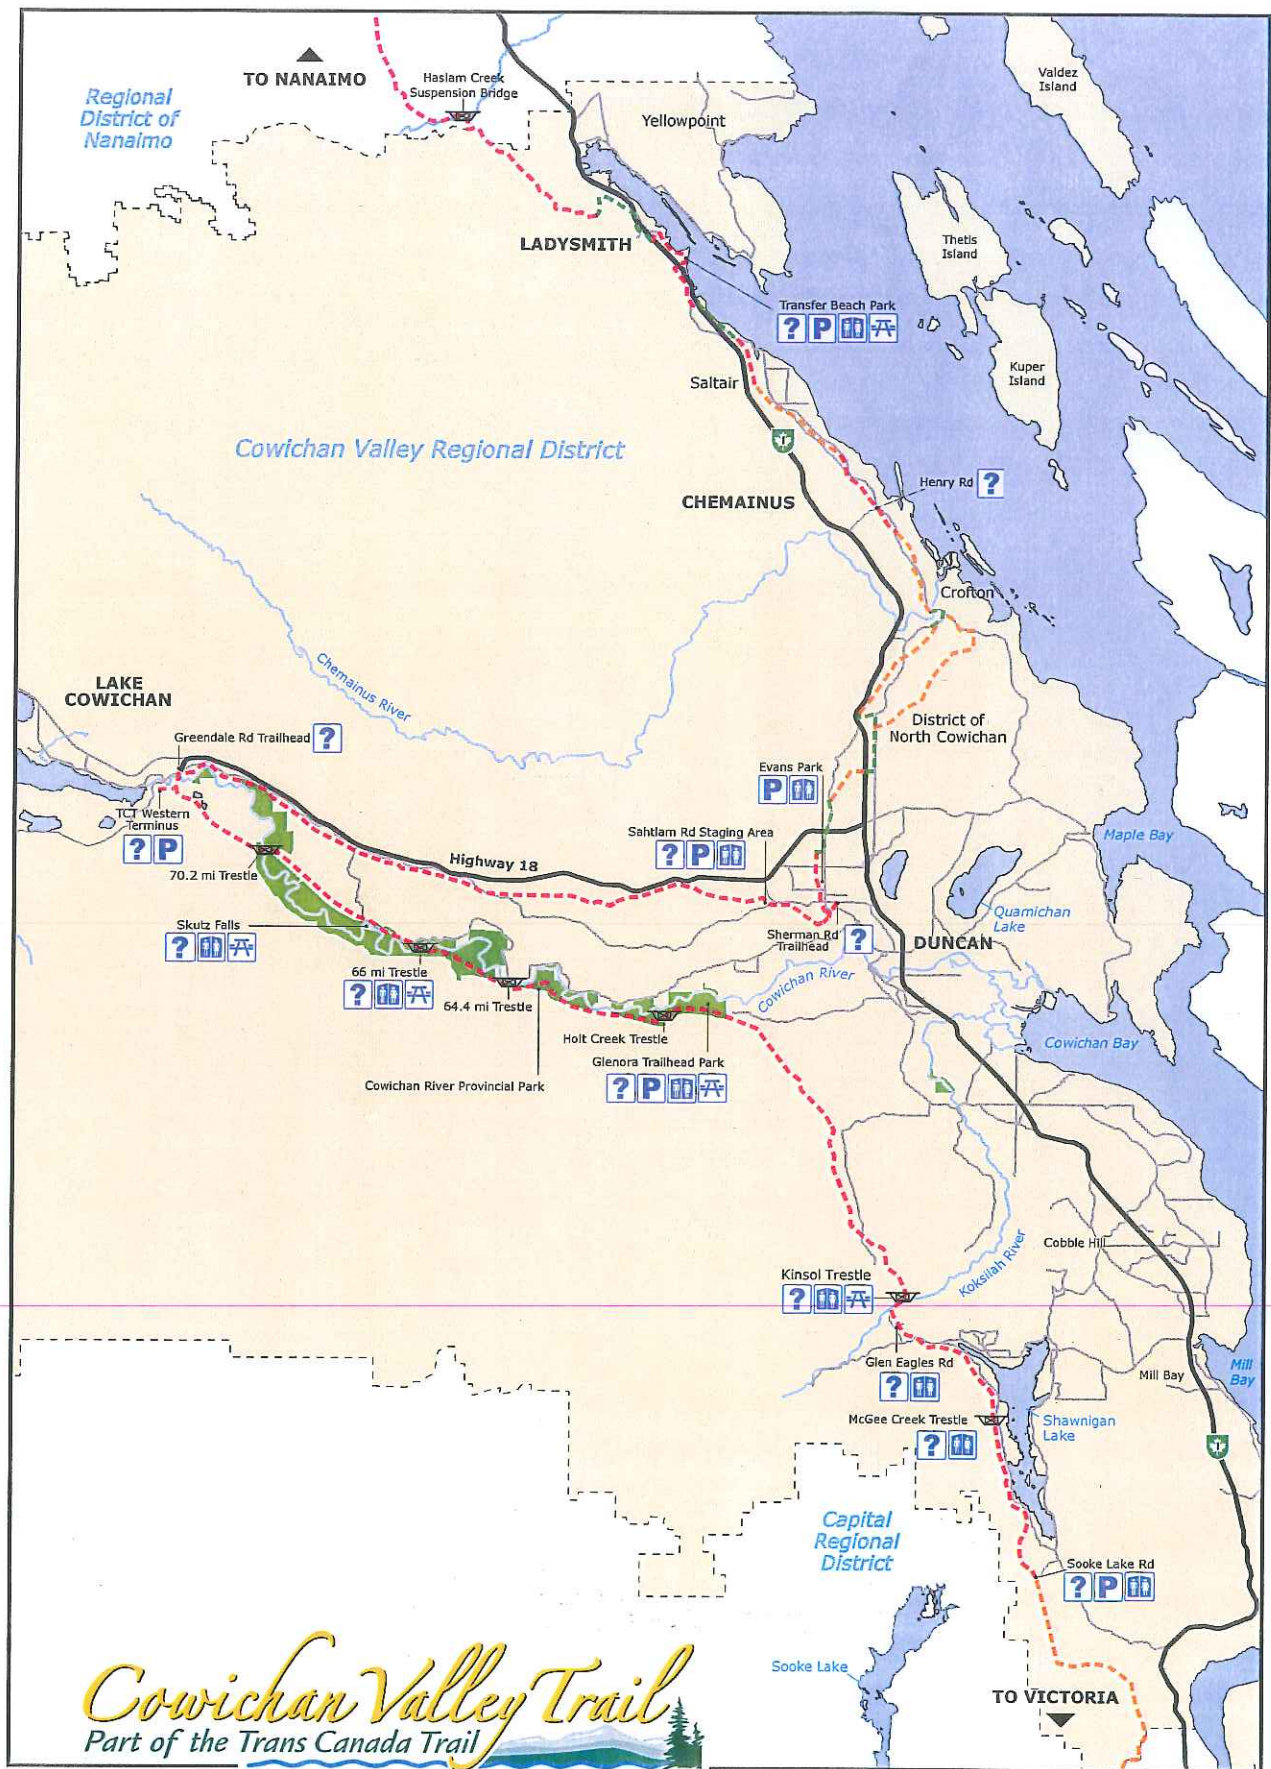 TO NANAIMO
Haslam Creek
Suspension Bridge
Regional
District of
Nanaimo
Yellowpoint
Valdez
Island
LADYSMITH
Thetis
Island
Transfer Beach Park
? P
Kuper
Island
Saltair
Cowichan Valley Regional District
1
Henry Rd ?
CHEMAINUS
Crofton
Chemainus River
LAKE
COWICHAN
Greendale Rd Trailhead ?
District of
North Cowichan
Evans Park
P
TCT Western
Terminus
? P
Sahtlam Rd Staging Area
? P
Maple Bay
Highway 18
70.2 mi Trestle
Quamichan
Lake
Skutz Falls
?
Sherman Rd
Trailhead ?
DUNCAN
66 mi Trestle
?
64.4 mi Trestle
Cowichan River
Holt Creek Trestle
Cowichan Bay
Glenora Trailhead Park
? P
Cowichan River Provincial Park
Cobble Hill
Koksilah River
Kinsol Trestle
?
Glen Eagles Rd
?
Mill Bay
Mill
Bay
McGee Creek Trestle
?
Shawnigan
Lake
1
Capital
Regional
District
Sooke Lake Rd
? P
Sooke Lake
TO VICTORIA
Cowichan Valley Trail
Part of the Trans Canada Trail